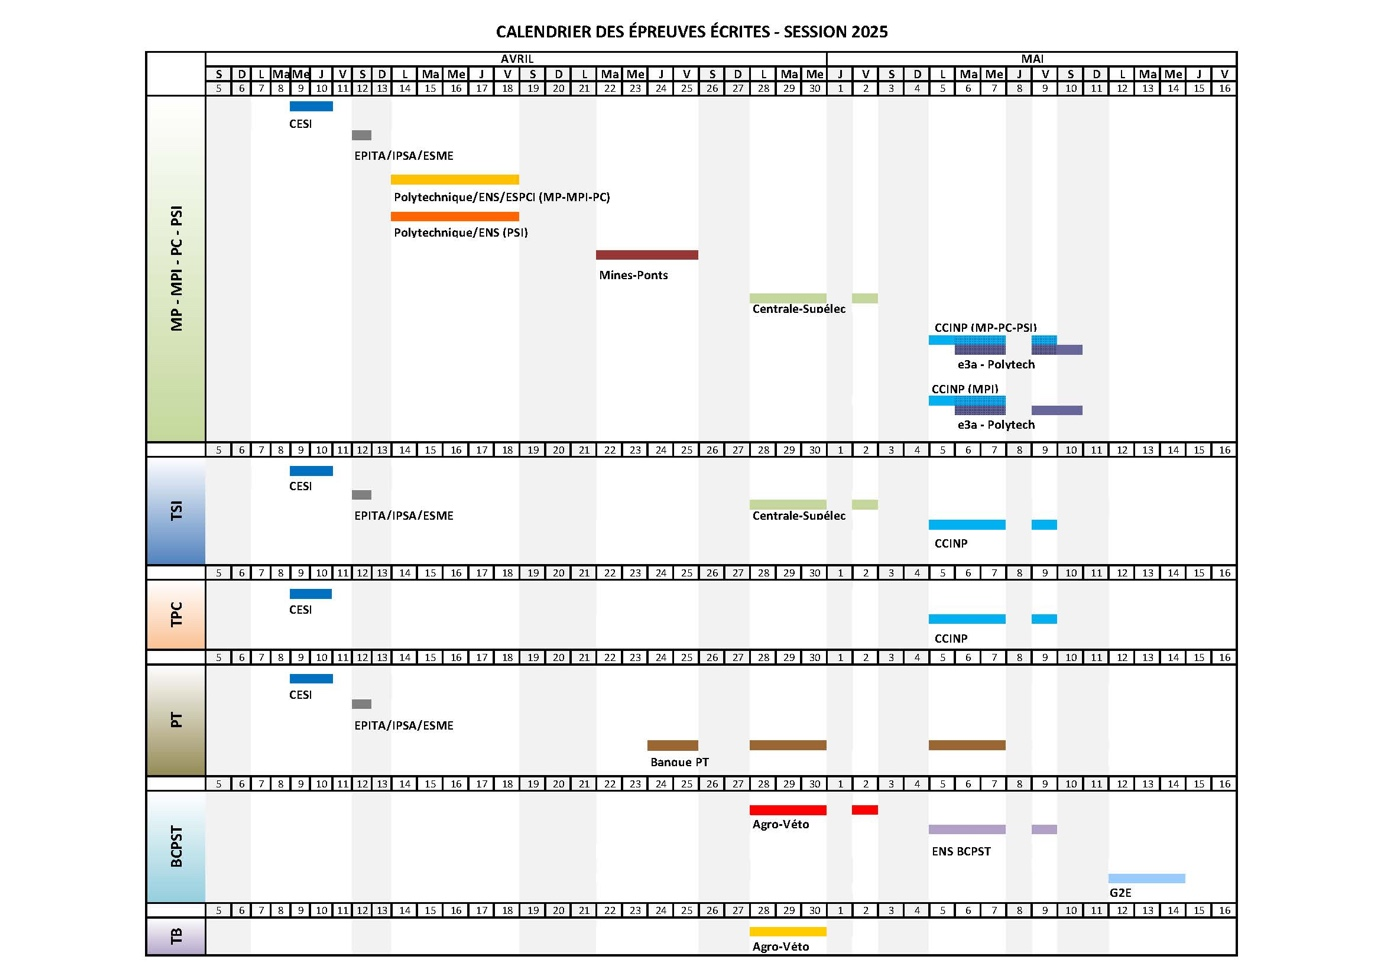 CALENDRIER DES ÉPREUVES ÉCRITES - SESSION 2025
AVRIL MAI
S D L Ma Me J V S D L Ma Me J V S D L Ma Me J V S D L Ma Me J V S D L Ma Me J V S D L Ma Me J V
5 6 7 8 9 10 11 12 13 14 15 16 17 18 19 20 21 22 23 24 25 26 27 28 29 30 1 2 3 4 5 6 7 8 9 10 11 12 13 14 15 16
MP - MPI - PC - PSI
CESI
EPITA/IPSA/ESME
Polytechnique/ENS/ESPCI (MP-MPI-PC)
Polytechnique/ENS (PSI)
Mines-Ponts
Centrale-Supélec
CCINP (MP-PC-PSI)
e3a - Polytech
CCINP (MPI)
e3a - Polytech
5 6 7 8 9 10 11 12 13 14 15 16 17 18 19 20 21 22 23 24 25 26 27 28 29 30 1 2 3 4 5 6 7 8 9 10 11 12 13 14 15 16
TSI
CESI
EPITA/IPSA/ESME
Centrale-Supélec
CCINP
5 6 7 8 9 10 11 12 13 14 15 16 17 18 19 20 21 22 23 24 25 26 27 28 29 30 1 2 3 4 5 6 7 8 9 10 11 12 13 14 15 16
TPC
CESI
CCINP
5 6 7 8 9 10 11 12 13 14 15 16 17 18 19 20 21 22 23 24 25 26 27 28 29 30 1 2 3 4 5 6 7 8 9 10 11 12 13 14 15 16
PT
CESI
EPITA/IPSA/ESME
Banque PT
5 6 7 8 9 10 11 12 13 14 15 16 17 18 19 20 21 22 23 24 25 26 27 28 29 30 1 2 3 4 5 6 7 8 9 10 11 12 13 14 15 16
BCPST
Agro-Véto
ENS BCPST
G2E
5 6 7 8 9 10 11 12 13 14 15 16 17 18 19 20 21 22 23 24 25 26 27 28 29 30 1 2 3 4 5 6 7 8 9 10 11 12 13 14 15 16
TB
Agro-Véto